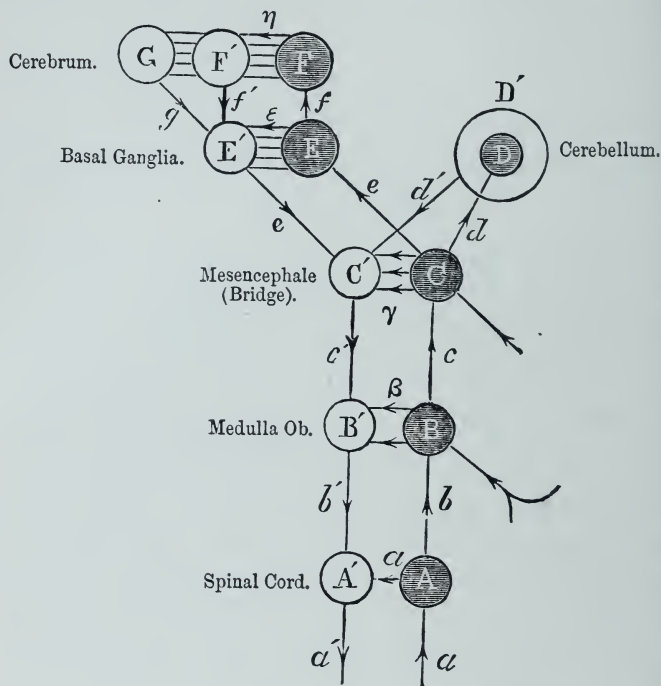 η
Cerebrum. G F′ F
g f′ f
ε
Basal Ganglia. E′ E
D′
D Cerebellum.
e e d′ d
Mesencephale
(Bridge).
C′ C
γ
c′ c
β
Medulla Ob. B′ B
b′ b
Spinal Cord. A′ a A
a′ a